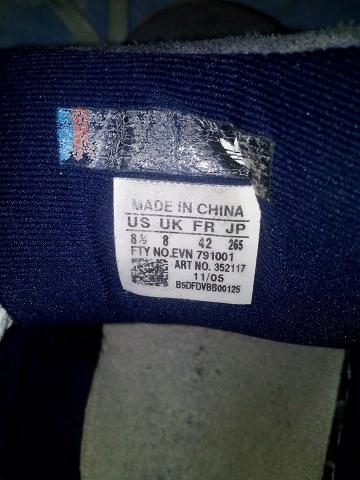 MADE IN CHINA
US UK FR JP
8½ 8 42 265
FTY NO.EVN 791001
ART NO. 352117
11/05
B5DFDVBB00125